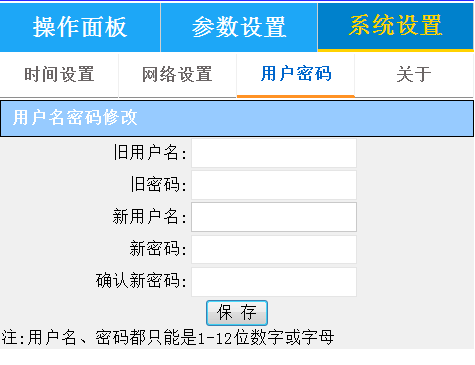 操作面板 参数设置 系统设置
时间设置 网络设置 用户密码 关于
用户名密码修改
旧用户名:
旧密码:
新用户名:
新密码:
确认新密码:
保 存
注:用户名、密码都只能是1-12位数字或字母